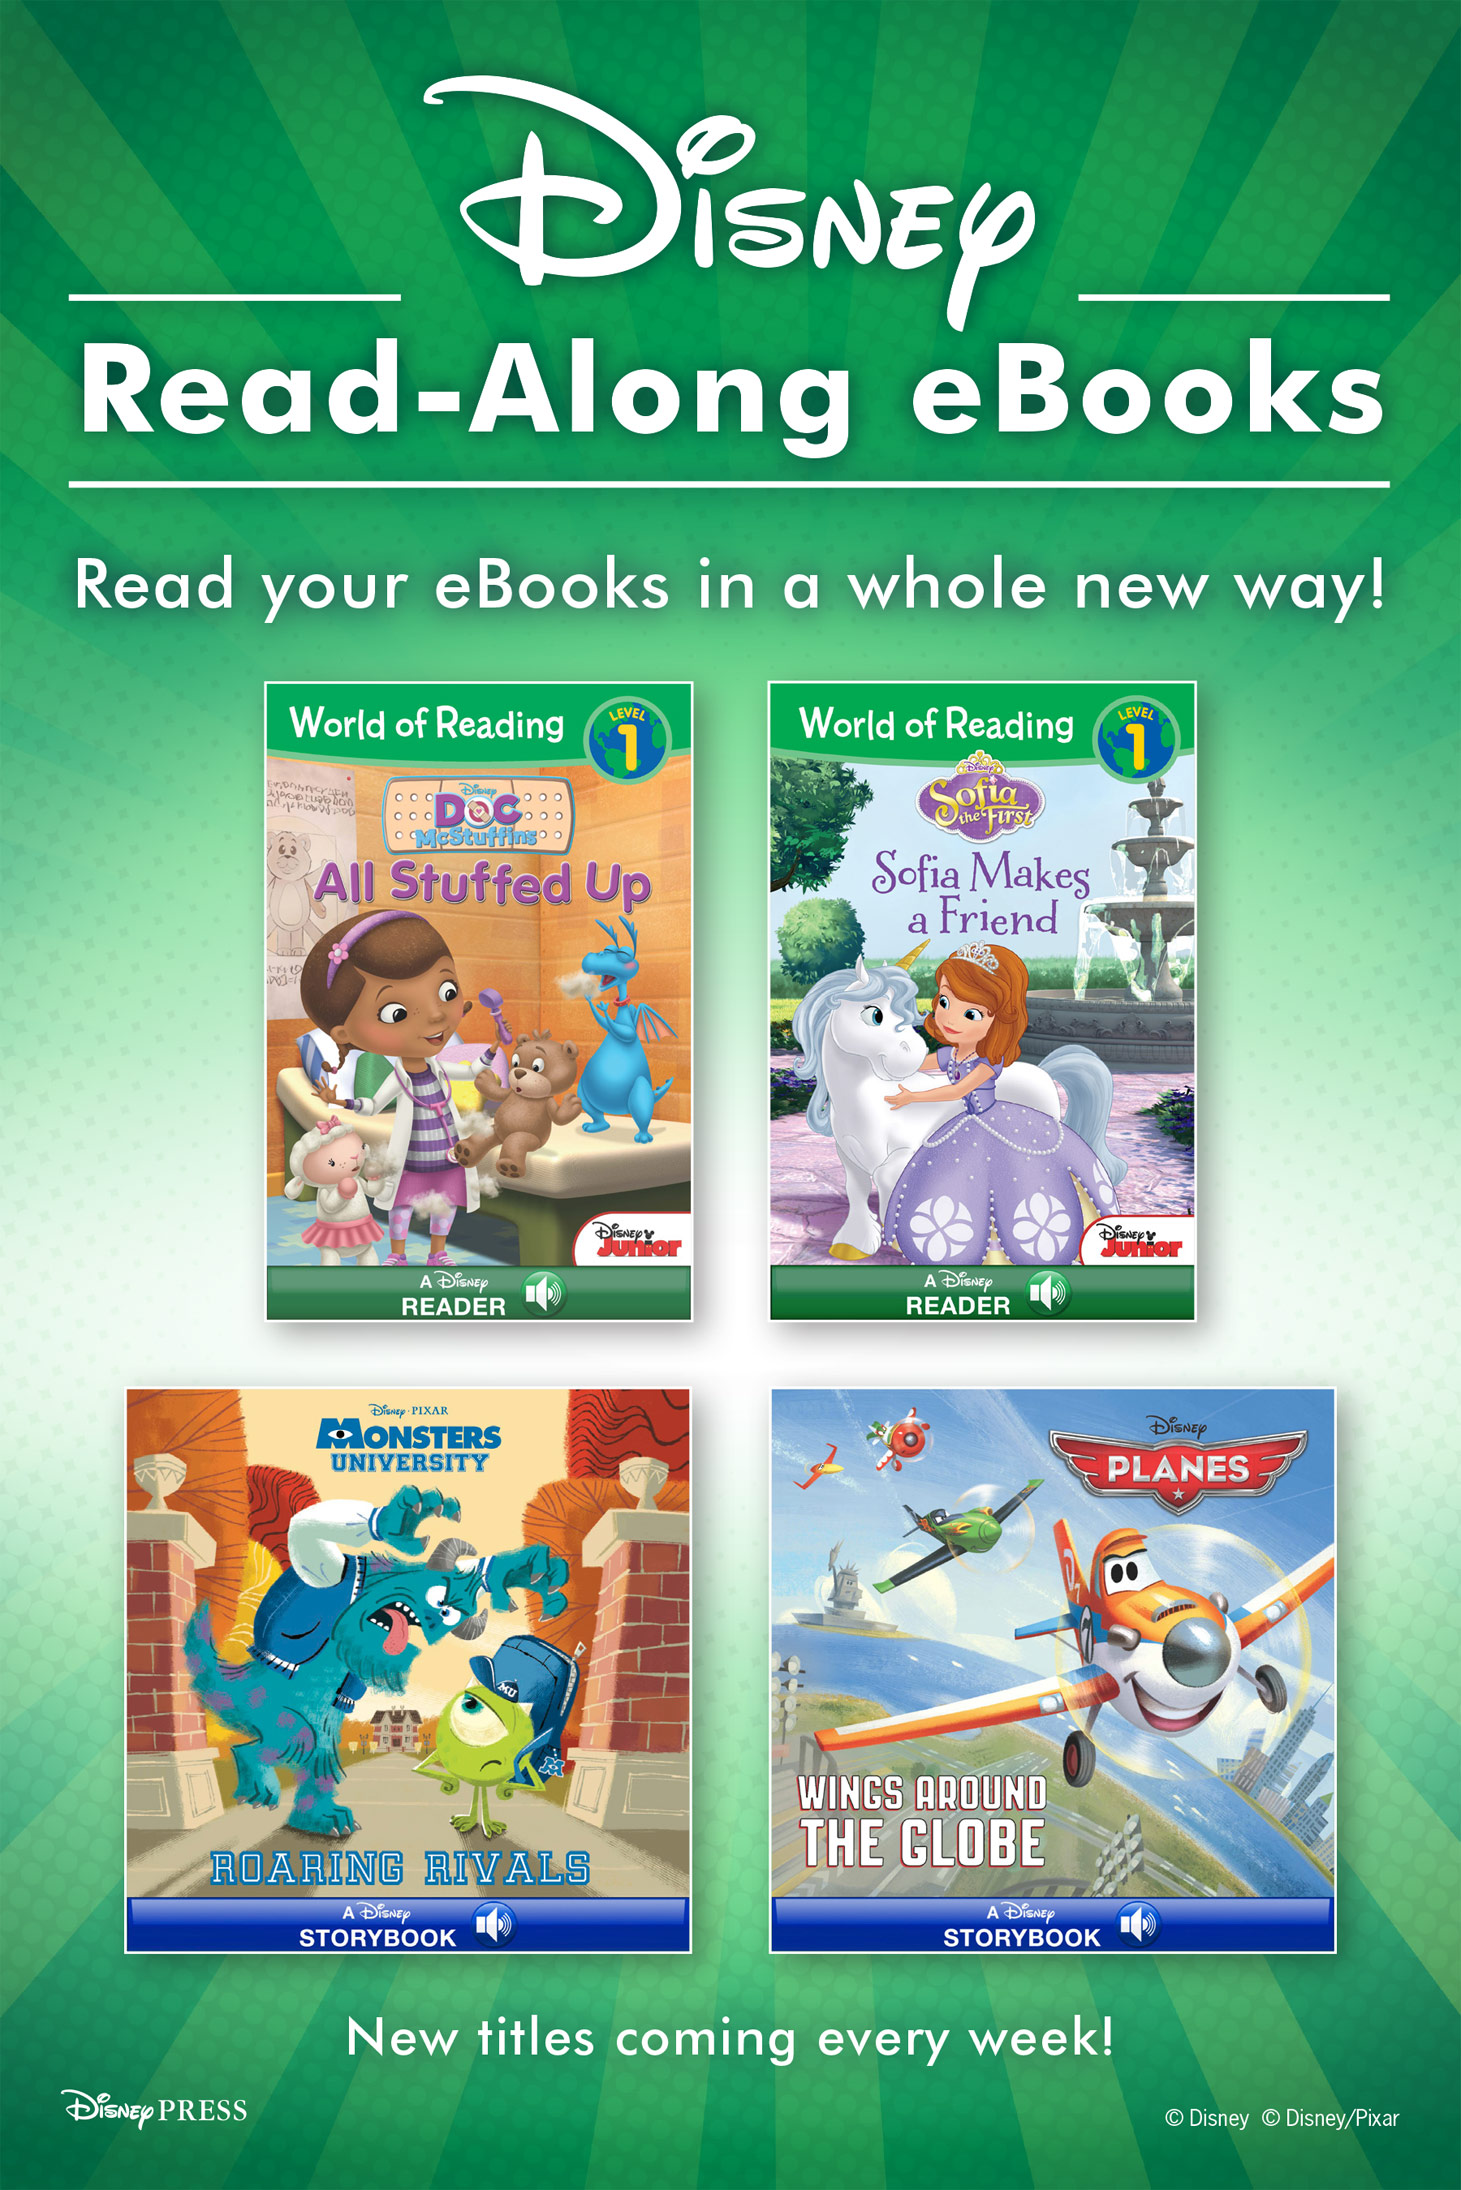 Disney
Read-Along eBooks
Read your eBooks in a whole new way!
World of Reading
LEVEL
1
Disney
DOC
McStuffins
All Stuffed Up
Disney
Junior
A Disney
READER
World of Reading
LEVEL
1
Disney
Sofia
the First
Sofia Makes
a Friend
Disney
Junior
A Disney
READER
Disney · PIXAR
MONSTERS
UNIVERSITY
MU
M
ROARING RIVALS
A Disney
STORYBOOK
Disney
PLANES
7
7
WINGS AROUND
THE GLOBE
A Disney
STORYBOOK
New titles coming every week!
Disney PRESS
© Disney © Disney/Pixar